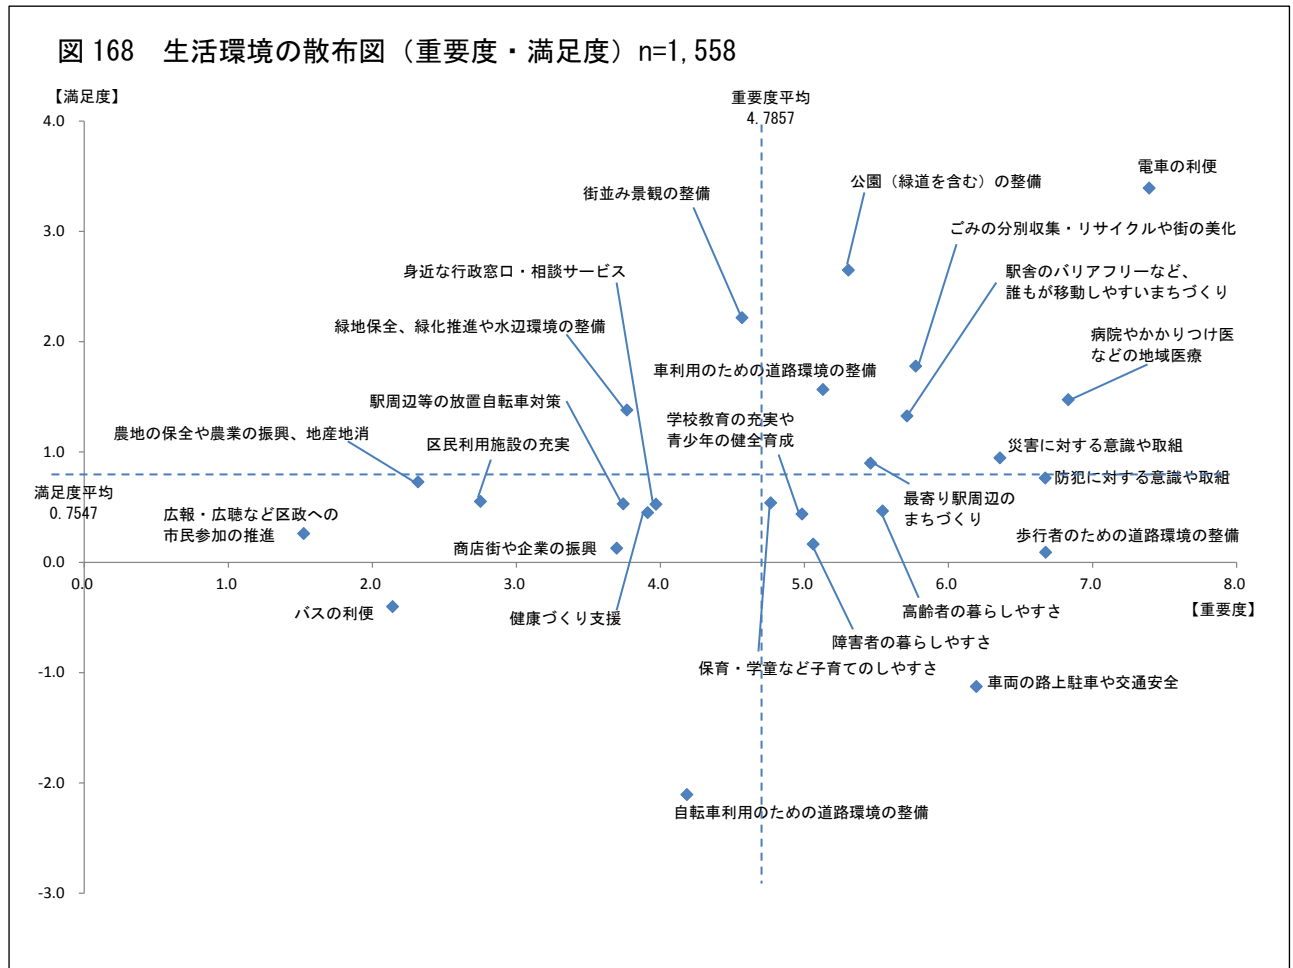 図 168　生活環境の散布図（重要度・満足度）n=1,558
【満足度】
重要度平均
4.7857
4.0
3.0
2.0
1.0
0.0
-1.0
-2.0
-3.0
電車の利便
公園（緑道を含む）の整備
街並み景観の整備
ごみの分別収集・リサイクルや街の美化
身近な行政窓口・相談サービス
駅舎のバリアフリーなど、
誰もが移動しやすいまちづくり
緑地保全、緑化推進や水辺環境の整備
病院やかかりつけ医
などの地域医療
車利用のための道路環境の整備
駅周辺等の放置自転車対策
学校教育の充実や
青少年の健全育成
農地の保全や農業の振興、地産地消
区民利用施設の充実
災害に対する意識や取組
防犯に対する意識や取組
満足度平均
0.7547
最寄り駅周辺の
まちづくり
広報・広聴など区政への
市民参加の推進
歩行者のための道路環境の整備
商店街や企業の振興
0.0 1.0 2.0 3.0 4.0 5.0 6.0 7.0 8.0
【重要度】
バスの利便
健康づくり支援
高齢者の暮らしやすさ
障害者の暮らしやすさ
保育・学童など子育てのしやすさ
車両の路上駐車や交通安全
自転車利用のための道路環境の整備